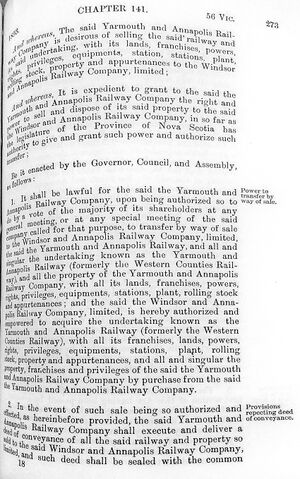 CHAPTER 141.
1893. 56 VIC. 273
And whereas, The said Yarmouth and Annapolis Rail-
way Company is desirous of selling the said railway and
said undertaking, with its lands, franchises, powers,
rights, privileges, equipments, stations, plant,
rolling stock, property and appurtenances to the Windsor
and Annapolis Railway Company, limited;
And whereas, It is expedient to grant to the said the
Yarmouth and Annapolis Railway Company the right and
power to sell and dispose of its said property to the said
the Windsor and Annapolis Railway Company, in so far as
the legislature of the Province of Nova Scotia has
authority to give and grant such power and authorize such
transfer;
Be it enacted by the Governor, Council, and Assembly,
as follows:
1. It shall be lawful for the said the Yarmouth and
Power to
transfer by
way of sale.
Annapolis Railway Company, upon being authorized so to
do by a vote of the majority of its shareholders at any
general meeting, or at any special meeting of the said
company called for that purpose, to transfer by way of sale
to the Windsor and Annapolis Railway Company, limited,
the said the Yarmouth and Annapolis Railway, and all and
singular the undertaking known as the Yarmouth and
Annapolis Railway (formerly the Western Counties Rail-
way), and all the property of the Yarmouth and Annapolis
Railway Company, with all its lands, franchises, powers,
rights, privileges, equipments, stations, plant, rolling stock
and appurtenances; and the said the Windsor and Anna-
polis Railway Company, limited, is hereby authorized and
empowered to acquire the undertaking known as the
Yarmouth and Annapolis Railway (formerly the Western
Counties Railway), with all its franchises, lands, powers,
rights, privileges, equipments, stations, plant, rolling
stock, property and appurtenances, and all and singular the
property, franchises and privileges of the said the Yarmouth
and Annapolis Railway Company by purchase from the said
the Yarmouth and Annapolis Railway Company.
2. In the event of such sale being so authorized and
Provisions
respecting deed
of conveyance.
effected, as hereinbefore provided, the said Yarmouth and
Annapolis Railway Company shall execute and deliver a
deed of conveyance of all the said railway and property so
sold to the said Windsor and Annapolis Railway Company,
limited, and such deed shall be sealed with the common
18